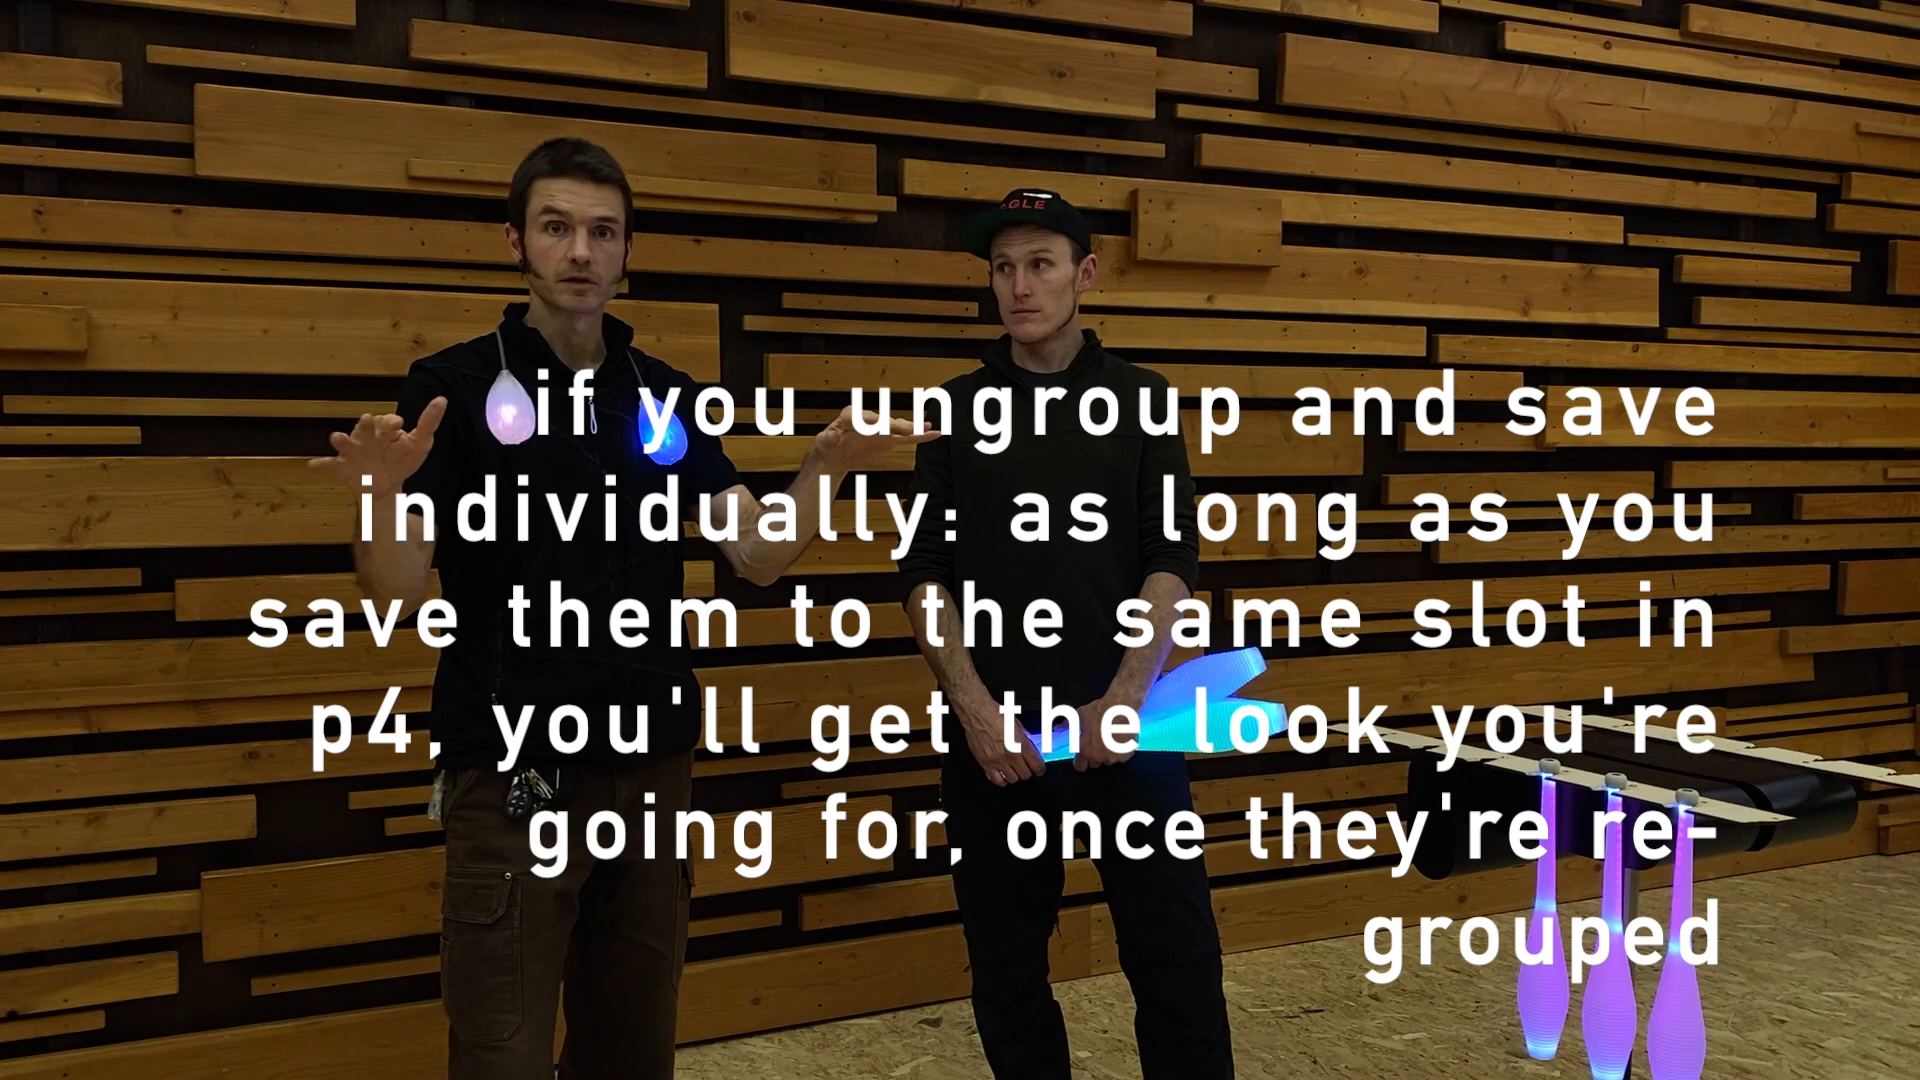 GLE
if you ungroup and save
individually: as long as you
save them to the same slot in
p4, you'll get the look you're
going for, once they're re-
grouped